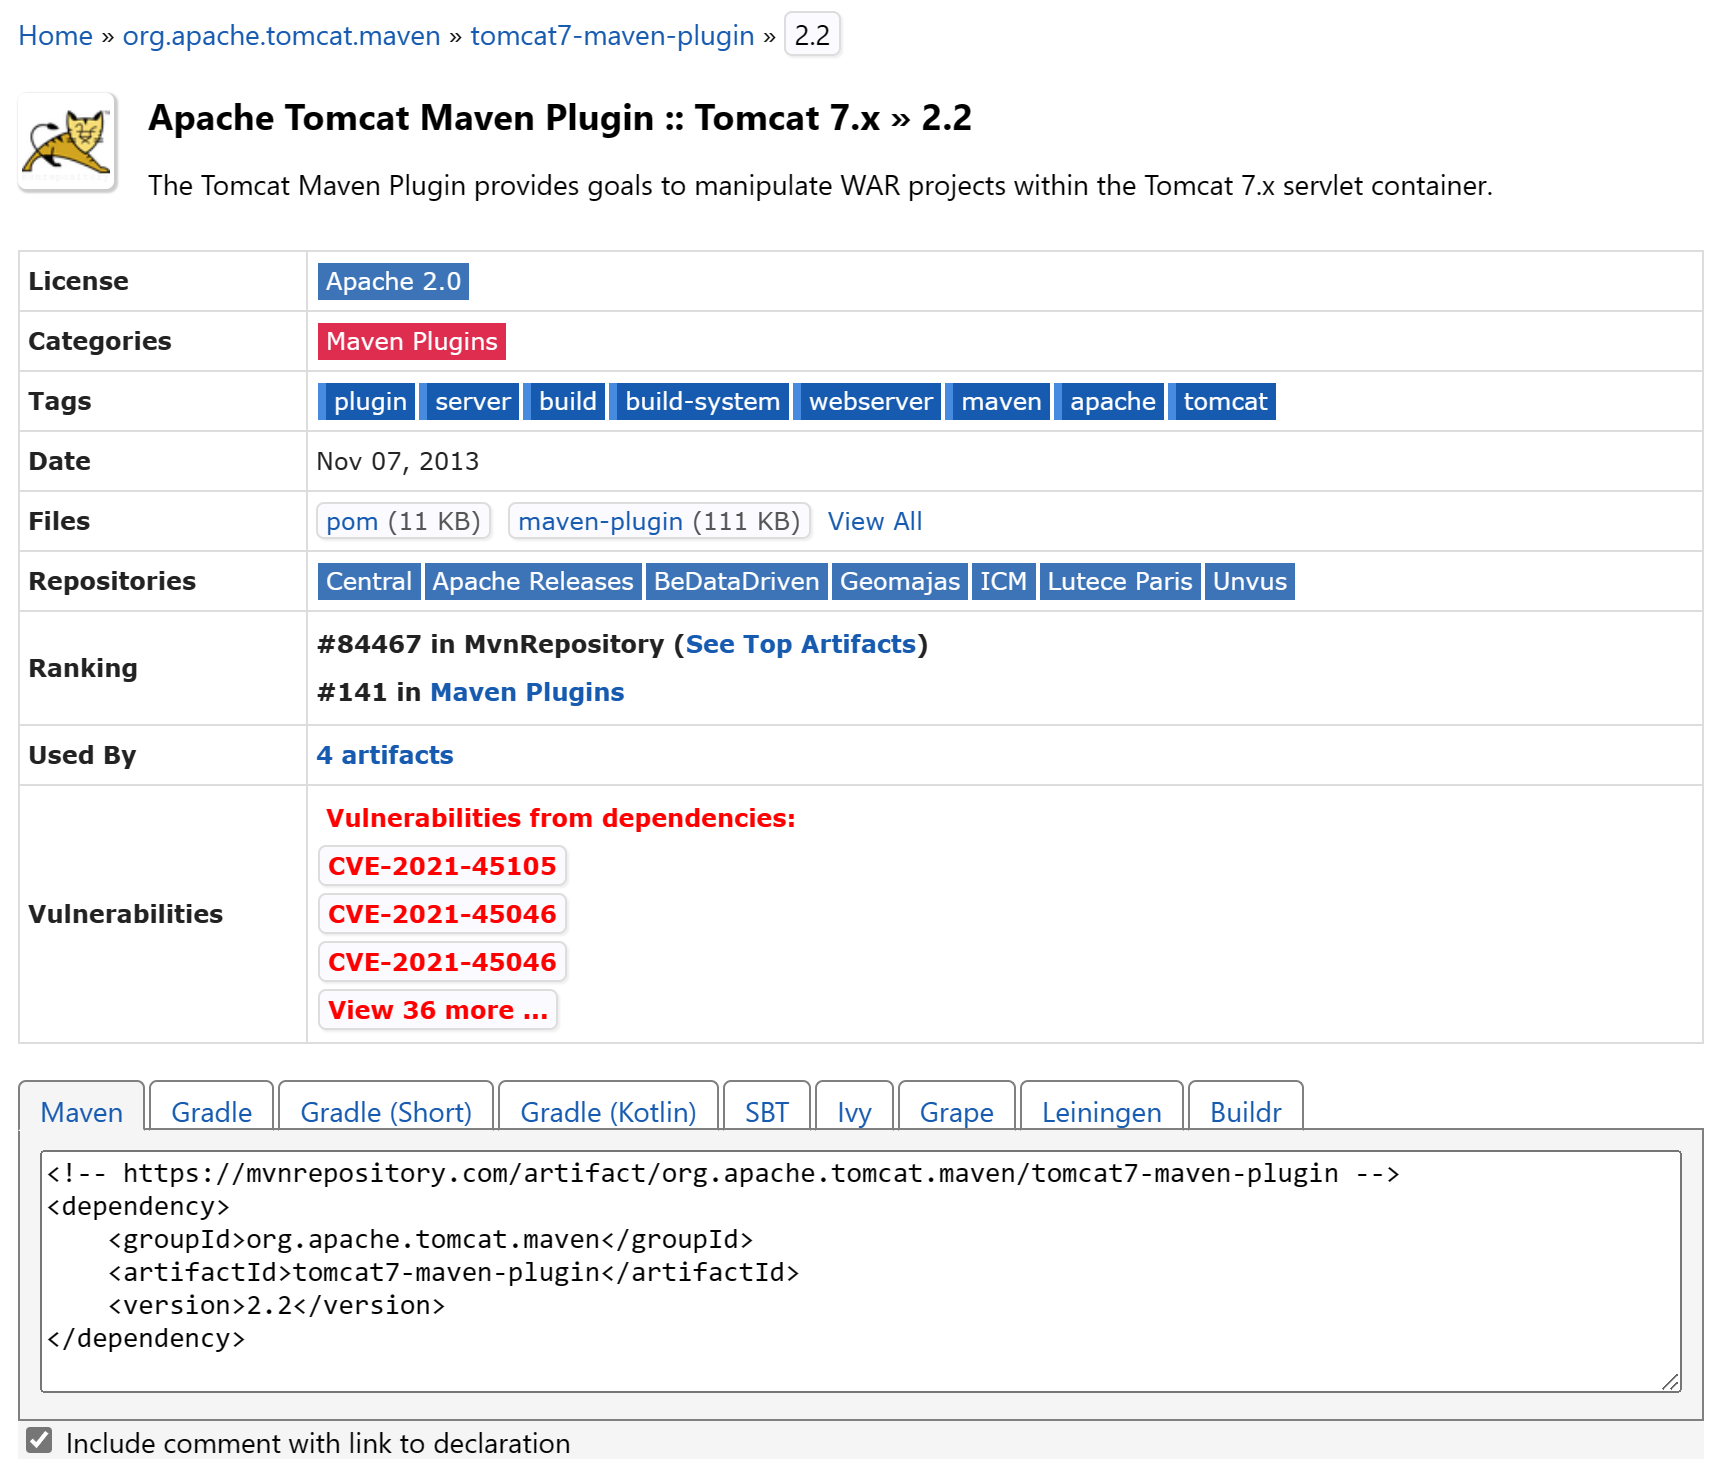 Home » org.apache.tomcat.maven » tomcat7-maven-plugin » 2.2
Apache Tomcat Maven Plugin :: Tomcat 7.x » 2.2
The Tomcat Maven Plugin provides goals to manipulate WAR projects within the Tomcat 7.x servlet container.
License Apache 2.0
Categories Maven Plugins
Tags plugin server build build-system webserver maven apache tomcat
Date Nov 07, 2013
Files pom (11 KB) maven-plugin (111 KB) View All
Repositories Central Apache Releases BeDataDriven Geomajas ICM Lutece Paris Unvus
Ranking
#84467 in MvnRepository (See Top Artifacts)
#141 in Maven Plugins
Used By 4 artifacts
Vulnerabilities
Vulnerabilities from dependencies:
CVE-2021-45105
CVE-2021-45046
CVE-2021-45046
View 36 more ...
Maven Gradle Gradle (Short) Gradle (Kotlin) SBT Ivy Grape Leiningen Buildr
<!-- https://mvnrepository.com/artifact/org.apache.tomcat.maven/tomcat7-maven-plugin -->
<dependency>
    <groupId>org.apache.tomcat.maven</groupId>
    <artifactId>tomcat7-maven-plugin</artifactId>
    <version>2.2</version>
</dependency>
Include comment with link to declaration